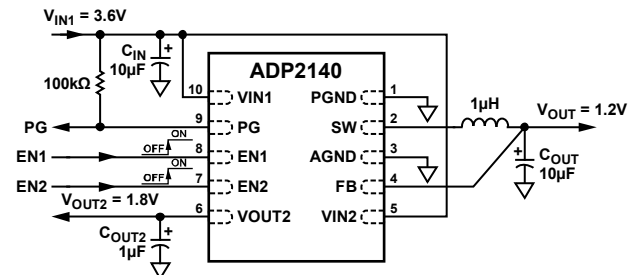 VIN1 = 3.6V
CIN
10µF
+
100kΩ
ADP2140
10
VIN1
PGND
1
1µH
VOUT = 1.2V
PG
9
PG
SW
2
ON
OFF
EN1
8
EN1
AGND
3
+
COUT
10µF
ON
OFF
EN2
7
EN2
FB
4
VOUT2 = 1.8V
6
VOUT2
VIN2
5
COUT2
1µF
+